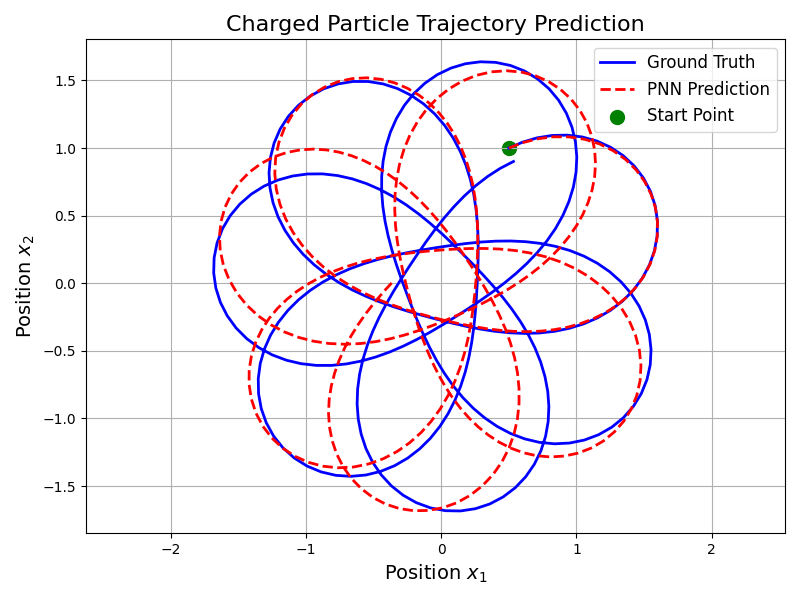 Charged Particle Trajectory Prediction
Ground Truth
PNN Prediction
Start Point
1.5
1.0
0.5
0.0
−0.5
−1.0
−1.5
Position x₂
−2
−1
0
1
2
Position x₁